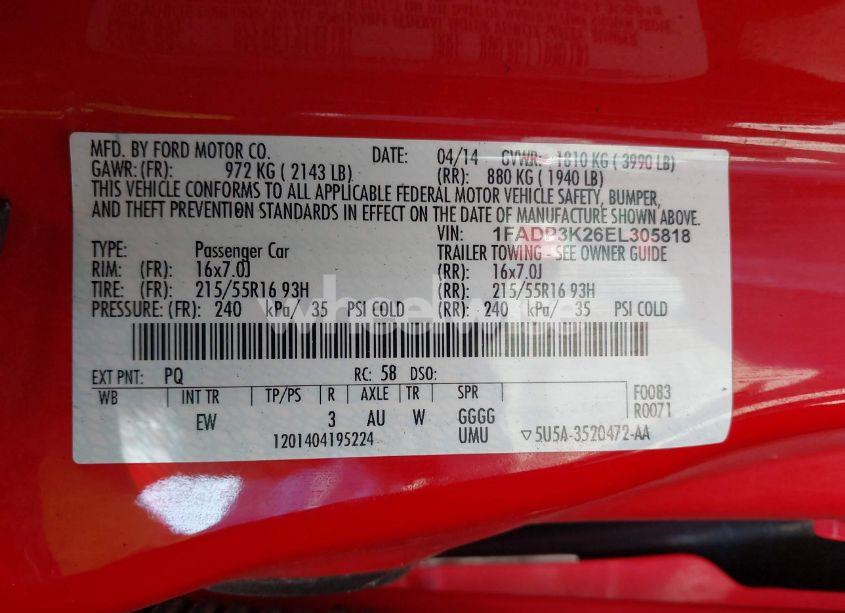 MFD. BY FORD MOTOR CO. DATE: 04/14 GVWR: 1810 KG ( 3990 LB)
GAWR: (FR): 972 KG ( 2143 LB) (RR): 880 KG ( 1940 LB)
THIS VEHICLE CONFORMS TO ALL APPLICABLE FEDERAL MOTOR VEHICLE SAFETY, BUMPER,
AND THEFT PREVENTION STANDARDS IN EFFECT ON THE DATE OF MANUFACTURE SHOWN ABOVE.
VIN: 1FADP3K26EL305818
TYPE: Passenger Car TRAILER TOWING - SEE OWNER GUIDE
RIM: (FR): 16x7.0J (RR): 16x7.0J
TIRE: (FR): 215/55R16 93H (RR): 215/55R16 93H
PRESSURE: (FR): 240 kPa/ 35 PSI COLD (RR): 240 kPa/ 35 PSI COLD
EXT PNT: PQ RC: 58 DSO:
WB INT TR TP/PS R AXLE TR SPR F0083
EW 3 AU W GGGG R0071
1201404195224 UMU ▽5U5A-3520472-AA